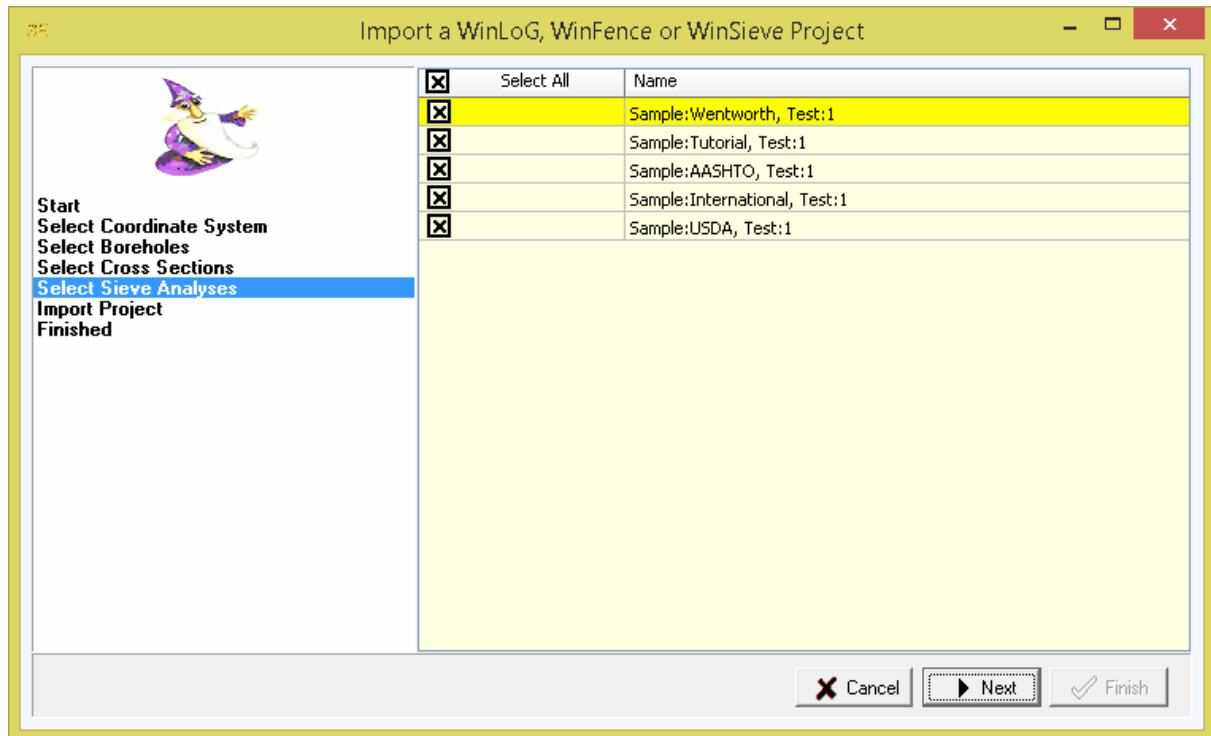 Import a WinLoG, WinFence or WinSieve Project
Select All Name
Sample:Wentworth, Test:1
Sample:Tutorial, Test:1
Sample:AASHTO, Test:1
Sample:International, Test:1
Sample:USDA, Test:1
Start
Select Coordinate System
Select Boreholes
Select Cross Sections
Select Sieve Analyses
Import Project
Finished
Cancel Next Finish